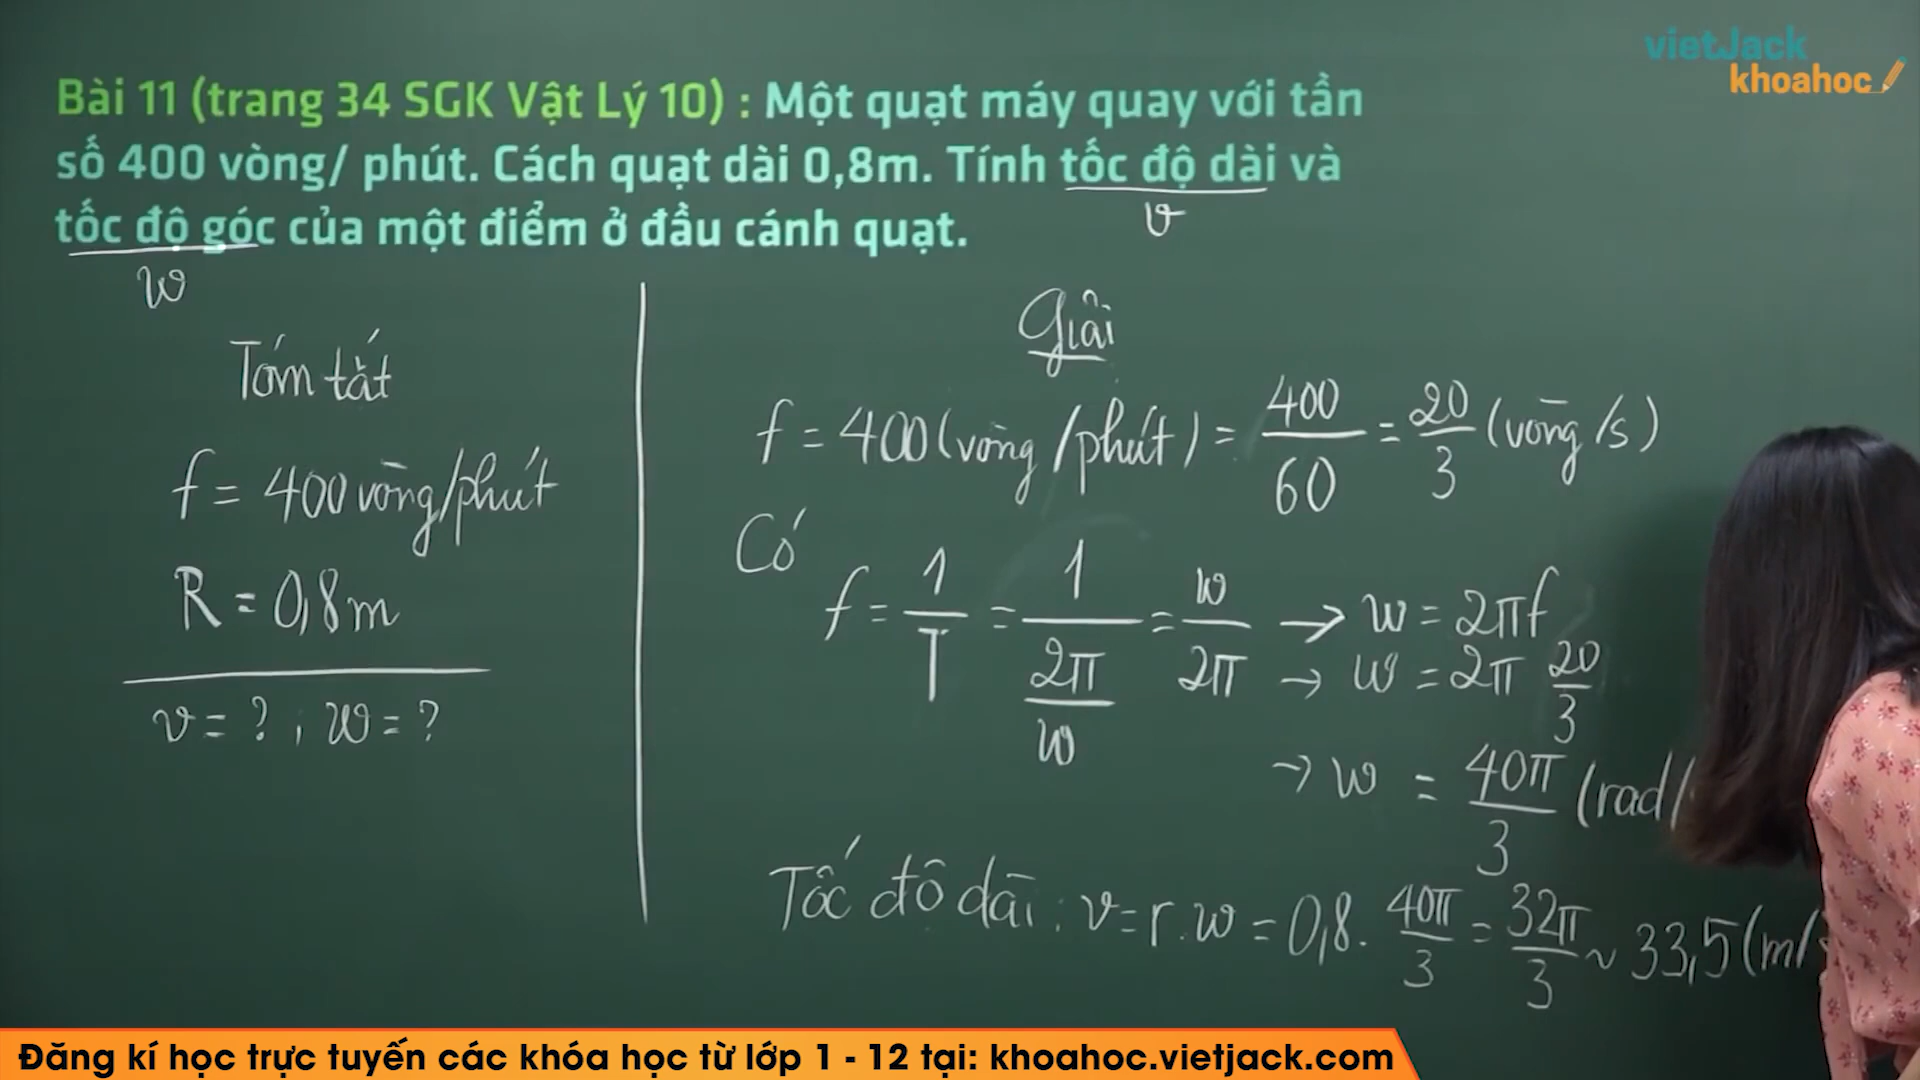 vietJack
khoahoc
Bài 11 (trang 34 SGK Vật Lý 10) : Một quạt máy quay với tần
số 400 vòng/ phút. Cách quạt dài 0,8m. Tính tốc độ dài và
tốc độ góc của một điểm ở đầu cánh quạt.
v
w
Tóm tắt
f = 400 vòng/phút
R = 0,8m
v = ? , w = ?
Giải
f = 400 (vòng/phút) = 400/60 = 20/3 (vòng/s)
Có
f = 1/T = 1/(2π/w) = w/2π → w = 2πf
→ w = 2π 20/3
→ w = 40π/3 (rad/
Tốc độ dài : v = r.w = 0,8. 40π/3 = 32π/3 ~ 33,5 (m/
Đăng kí học trực tuyến các khóa học từ lớp 1 - 12 tại: khoahoc.vietjack.com